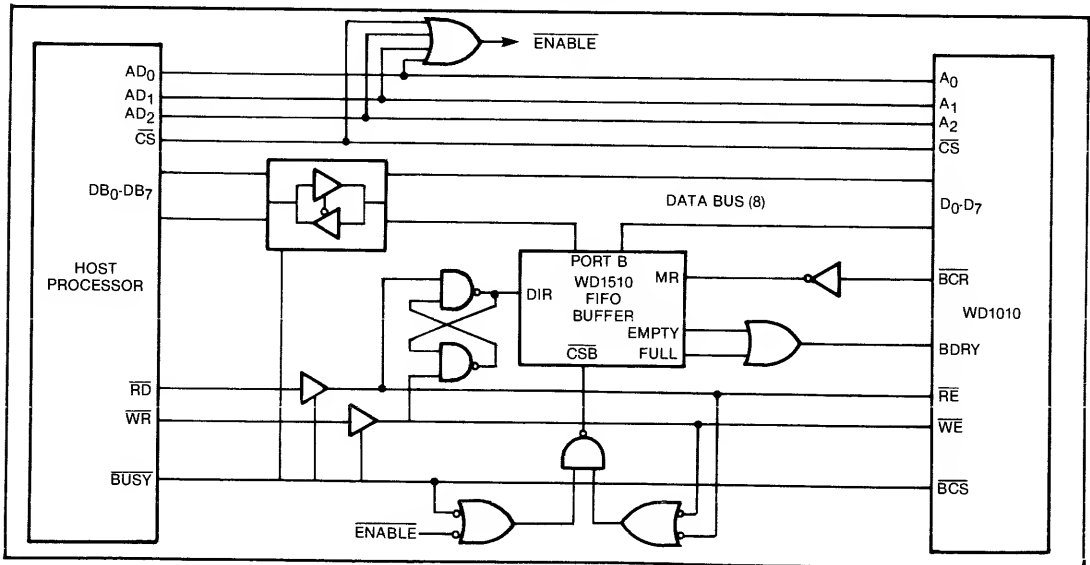 ENABLE
AD0
AD1
AD2
CS
DB0-DB7
HOST
PROCESSOR
RD
WR
BUSY
A0
A1
A2
CS
DATA BUS (8)
D0-D7
PORT B
WD1510
FIFO
BUFFER
DIR
MR
EMPTY
FULL
CSB
BCR
WD1010
BDRY
RE
WE
BCS
ENABLE